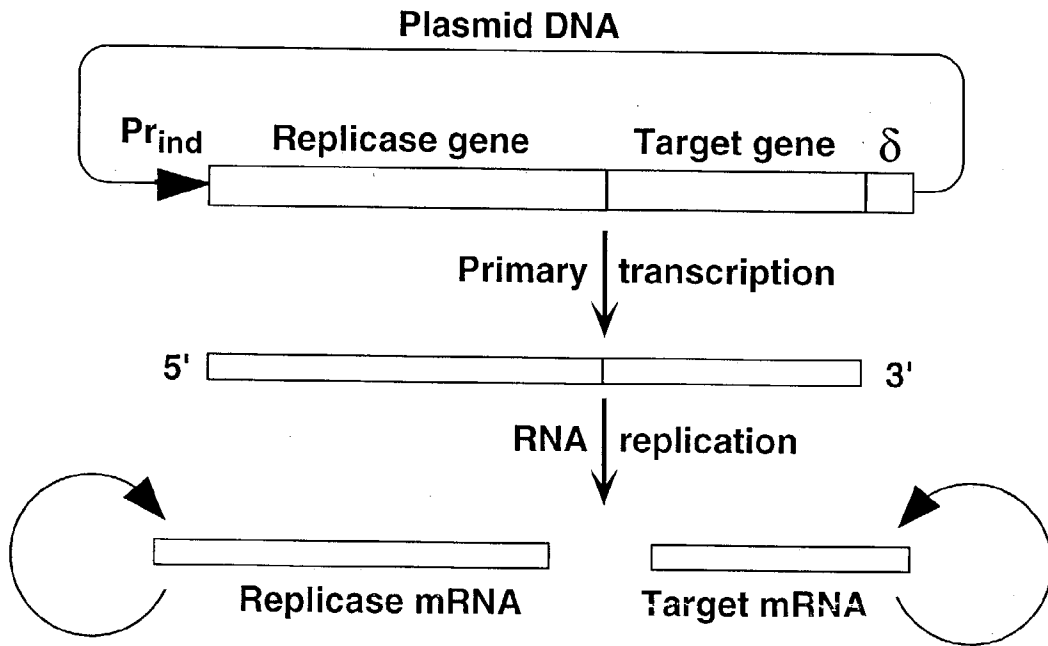 Plasmid DNA
Pr_ind Replicase gene Target gene δ
Primary transcription
5' 3'
RNA replication
Replicase mRNA Target mRNA